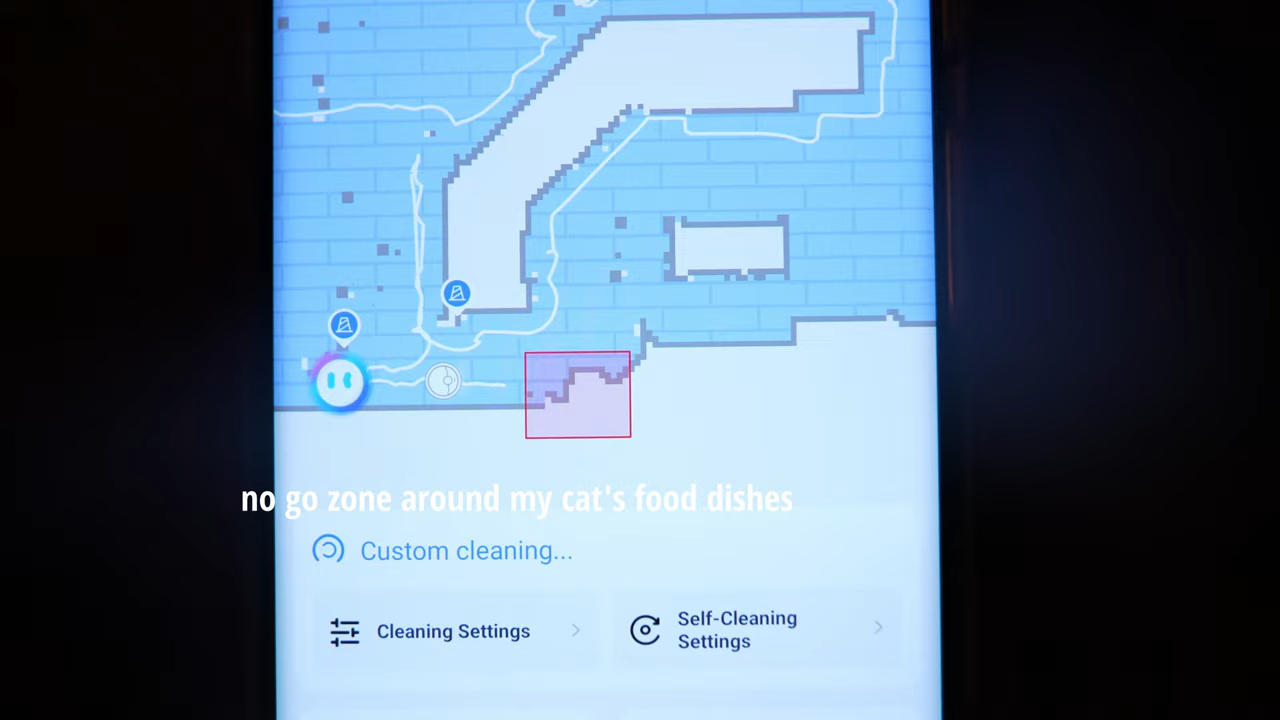 no go zone around my cat's food dishes
Custom cleaning...
Cleaning Settings
Self-Cleaning
Settings